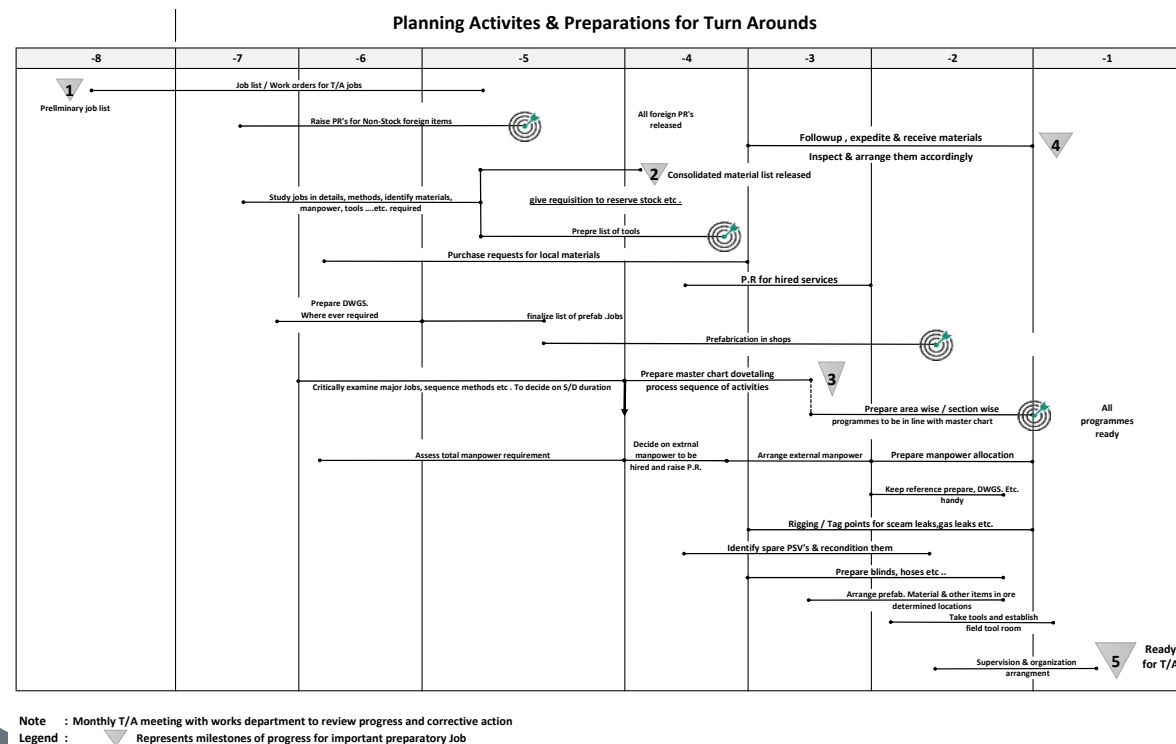 Planning Activites & Preparations for Turn Arounds
-8 -7 -6 -5 -4 -3 -2 -1
1
Prellminary job list
Job list / Work orders for T/A jobs
Raise PR's for Non-Stock foreign items
All foreign PR's
released
Followup , expedite & receive materials
4
Inspect & arrange them accordingly
2 Consolidated material list released
Study jobs in details, methods, identify materials,
manpower, tools ....etc. required
give requisition to reserve stock etc .
Prepre list of tools
Purchase requests for local materials
P.R for hired services
Prepare DWGS.
Where ever required
finalize list of prefab .Jobs
Prefabrication in shops
Critically examine major Jobs, sequence methods etc . To decide on S/D duration
Prepare master chart dovetaling
process sequence of activities
3
Prepare area wise / section wise
programmes to be in line with master chart
All
programmes
ready
Assess total manpower requirement
Decide on extrnal
manpower to be
hired and raise P.R.
Arrange external manpower
Prepare manpower allocation
Keep reference prepare, DWGS. Etc.
handy
Rigging / Tag points for sceam leaks,gas leaks etc.
Identify spare PSV's & recondition them
Prepare blinds, hoses etc ..
Arrange prefab. Material & other items in ore
determined locations
Take tools and establish
field tool room
Supervision & organization
arrangment
5
Ready
for T/A
Note : Monthly T/A meeting with works department to review progress and corrective action
Legend : Represents milestones of progress for important preparatory Job